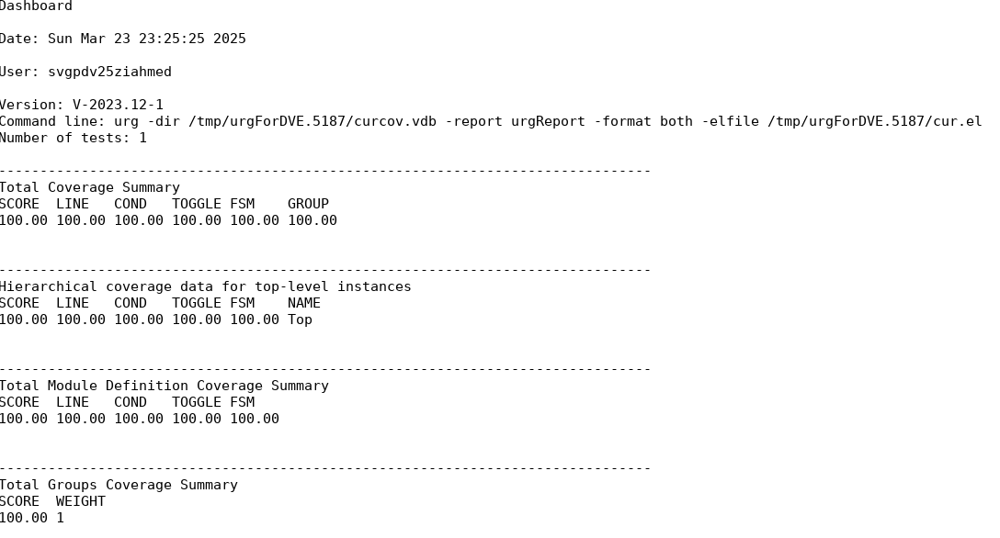 Dashboard
Date: Sun Mar 23 23:25:25 2025
User: svgpdv25ziahmed
Version: V-2023.12-1
Command line: urg -dir /tmp/urgForDVE.5187/curcov.vdb -report urgReport -format both -elfile /tmp/urgForDVE.5187/cur.el
Number of tests: 1
-------------------------------------------------------------------------------
Total Coverage Summary
SCORE  LINE   COND   TOGGLE FSM    GROUP
100.00 100.00 100.00 100.00 100.00 100.00
-------------------------------------------------------------------------------
Hierarchical coverage data for top-level instances
SCORE  LINE   COND   TOGGLE FSM    NAME
100.00 100.00 100.00 100.00 100.00 Top
-------------------------------------------------------------------------------
Total Module Definition Coverage Summary
SCORE  LINE   COND   TOGGLE FSM
100.00 100.00 100.00 100.00 100.00
-------------------------------------------------------------------------------
Total Groups Coverage Summary
SCORE  WEIGHT
100.00 1